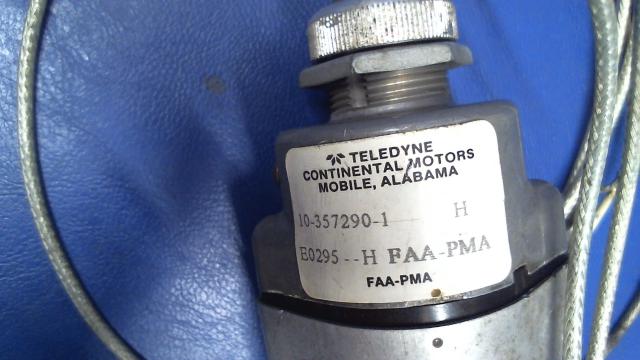 TELEDYNE
CONTINENTAL MOTORS
MOBILE, ALABAMA
10-357290-1 H
E0295--H FAA-PMA
FAA-PMA